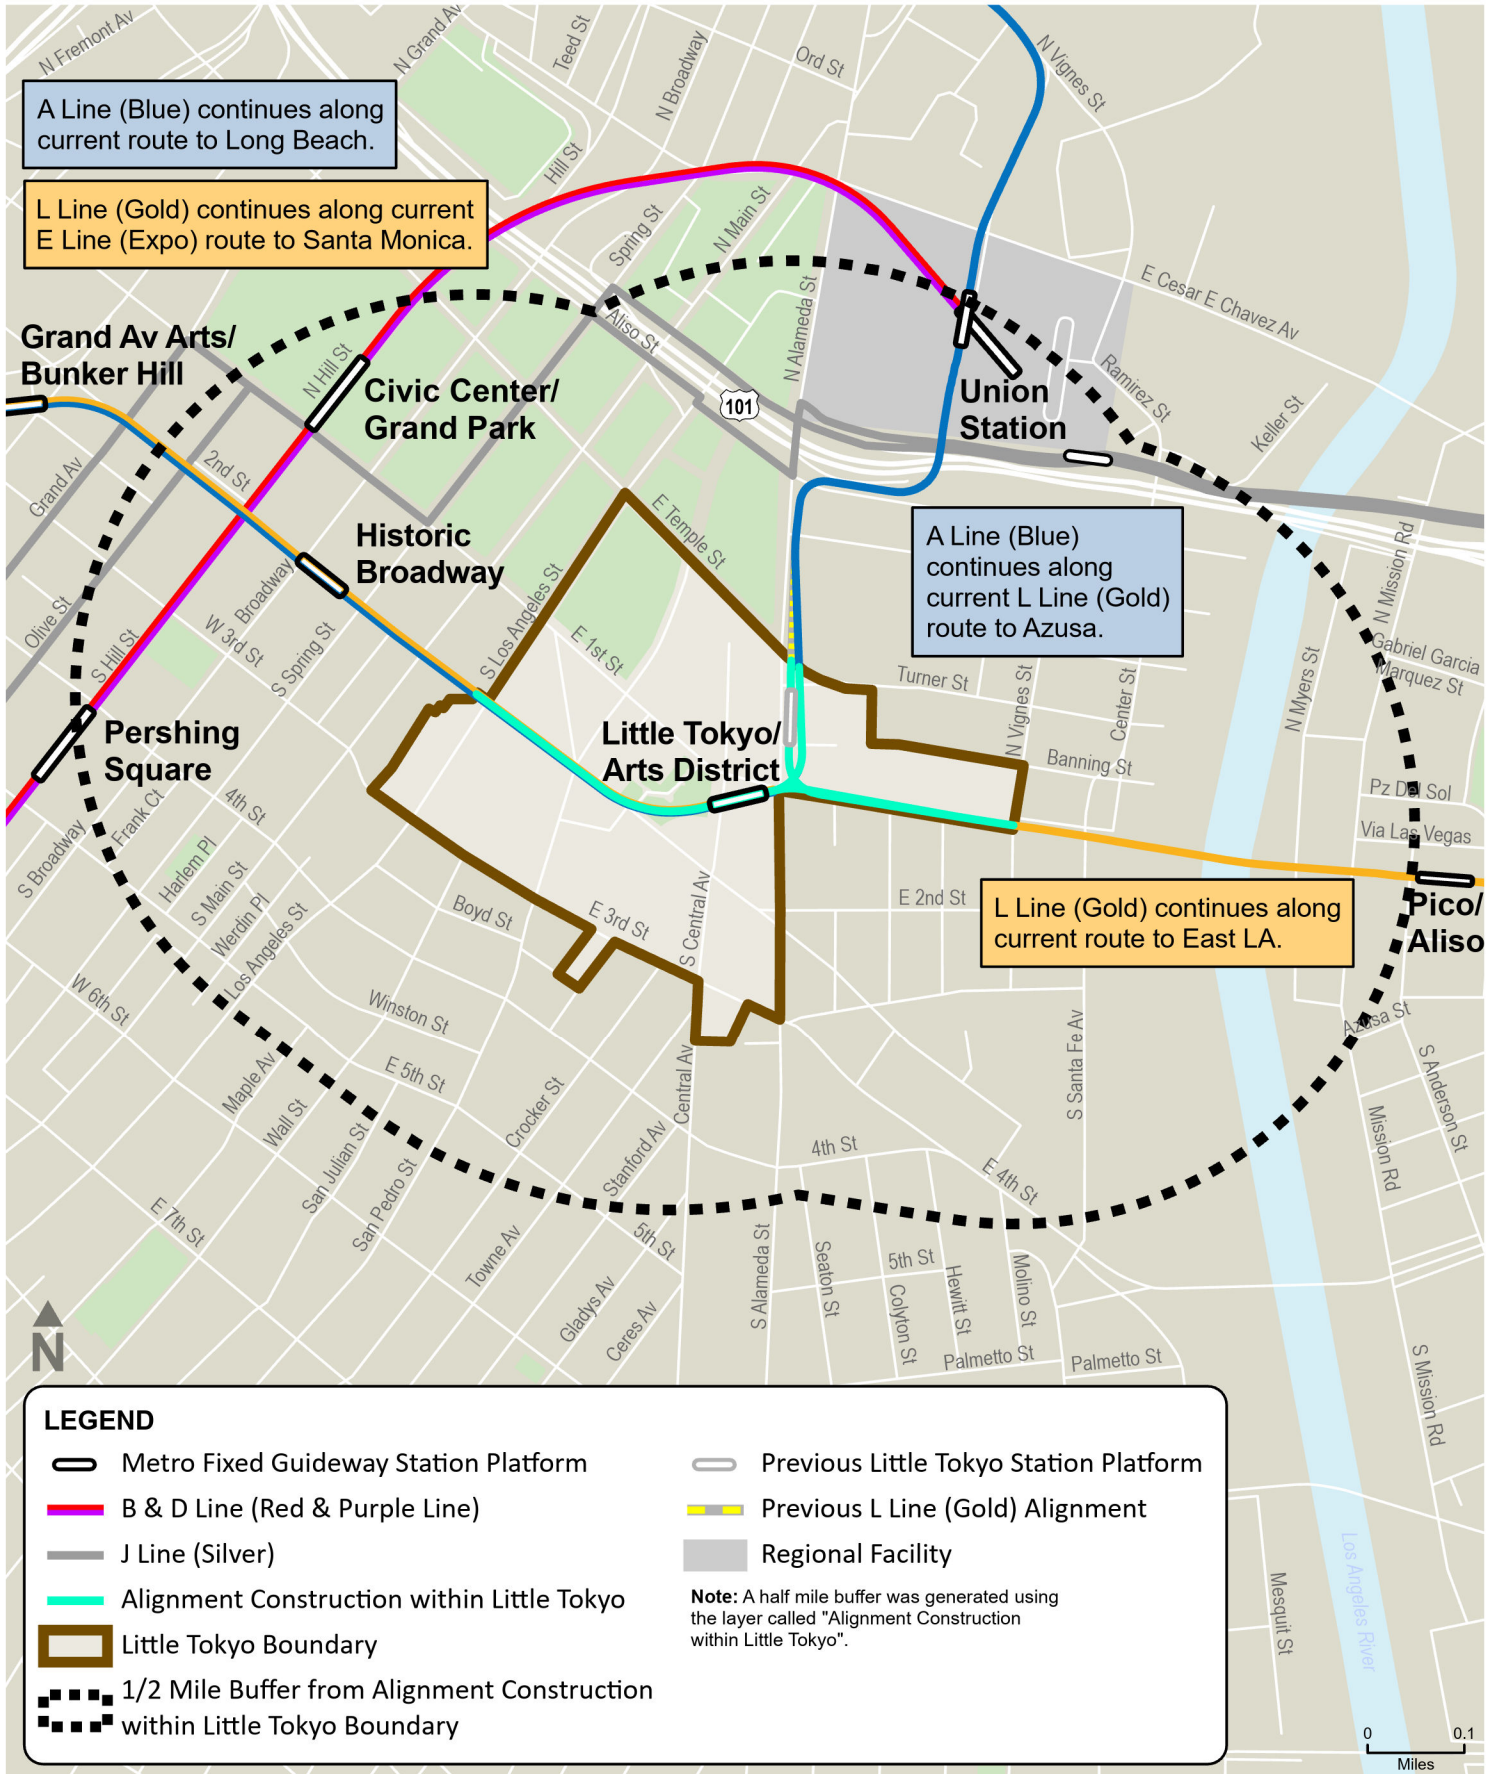 N Fremont Av
N Grand Av
Teed St
N Broadway
Ord St
N Vignes St
A Line (Blue) continues along
current route to Long Beach.
Hill St
L Line (Gold) continues along current
E Line (Expo) route to Santa Monica.
Spring St
N Main St
N Alameda St
E Cesar E Chavez Av
Aliso St
Grand Av Arts/
Bunker Hill
N Hill St
Civic Center/
Grand Park
101
Union
Station
Ramirez St
Keller St
Grand Av
2nd St
Historic
Broadway
E Temple St
A Line (Blue)
continues along
current L Line (Gold)
route to Azusa.
N Mission Rd
Olive St
Broadway
W 3rd St
S Hill St
S Spring St
S Los Angeles St
E 1st St
Turner St
N Vignes St
Center St
N Myers St
Gabriel Garcia
Marquez St
Pershing
Square
Little Tokyo/
Arts District
Banning St
Pz Del Sol
Via Las Vegas
4th St
Frank Ct
S Broadway
Harlem Pl
S Main St
Werdin Pl
Los Angeles St
Boyd St
E 3rd St
S Central Av
E 2nd St
L Line (Gold) continues along
current route to East LA.
Pico/
Aliso
W 6th St
Winston St
Azusa St
E 5th St
Maple Av
Wall St
Crocker St
Central Av
S Santa Fe Av
S Anderson St
Mission Rd
San Julian St
San Pedro St
Stanford Av
4th St
E 4th St
E 7th St
Towne Av
5th St
S Alameda St
Seaton St
5th St
Colyton St
Hewitt St
Molino St
Gladys Av
Ceres Av
Palmetto St
Palmetto St
S Mission Rd
N
LEGEND
Metro Fixed Guideway Station Platform
B & D Line (Red & Purple Line)
J Line (Silver)
Alignment Construction within Little Tokyo
Little Tokyo Boundary
1/2 Mile Buffer from Alignment Construction
within Little Tokyo Boundary
Previous Little Tokyo Station Platform
Previous L Line (Gold) Alignment
Regional Facility
Note: A half mile buffer was generated using
the layer called "Alignment Construction
within Little Tokyo".
Mesquit St
Los Angeles River
0 0.1
Miles